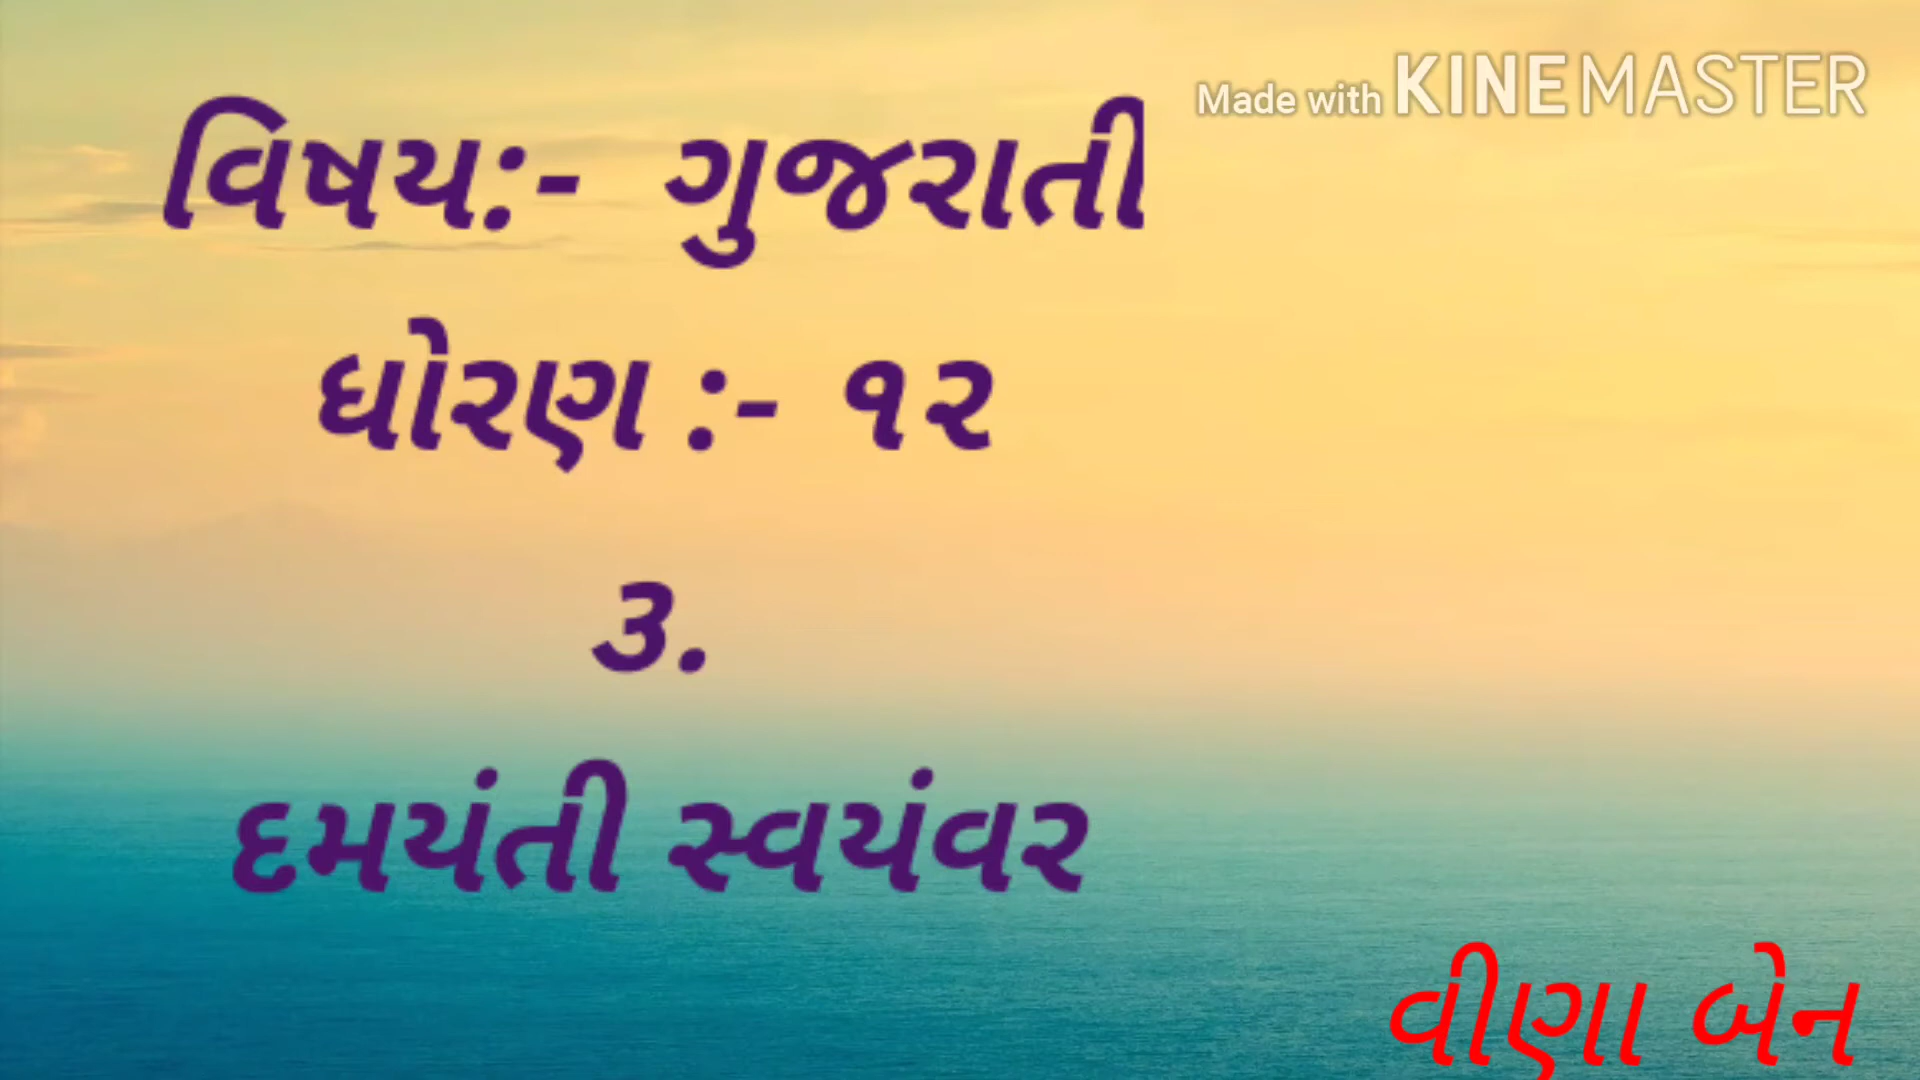 Made with KINEMASTER
વિષય:- ગુજરાતી
ધોરણ :- ૧૨
૩.
દમયંતી સ્વયંવર
વીણા બેન